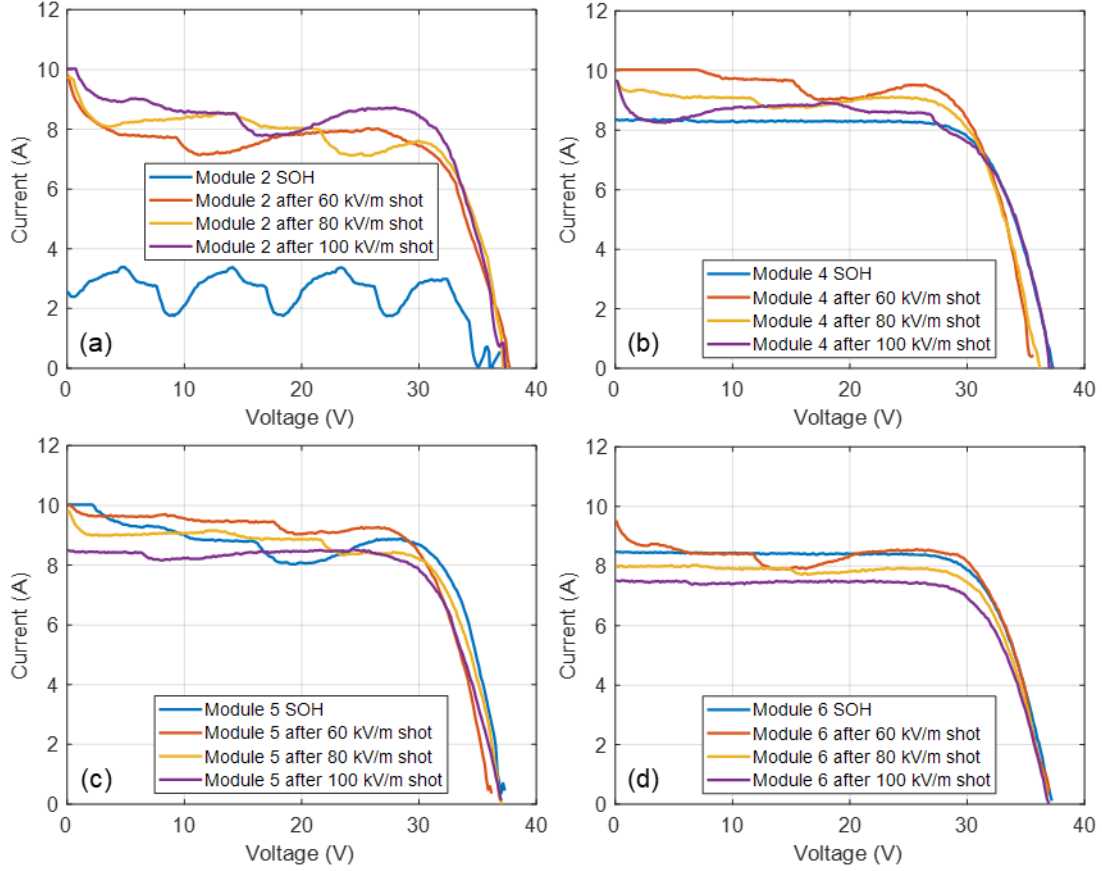 12
10
8
6
4
2
0
Current (A)
Module 2 SOH
Module 2 after 60 kV/m shot
Module 2 after 80 kV/m shot
Module 2 after 100 kV/m shot
(a)
0 10 20 30 40
Voltage (V)
12
10
8
6
4
2
0
Current (A)
Module 4 SOH
Module 4 after 60 kV/m shot
Module 4 after 80 kV/m shot
Module 4 after 100 kV/m shot
(b)
0 10 20 30 40
Voltage (V)
12
10
8
6
4
2
0
Current (A)
Module 5 SOH
Module 5 after 60 kV/m shot
Module 5 after 80 kV/m shot
Module 5 after 100 kV/m shot
(c)
0 10 20 30 40
Voltage (V)
12
10
8
6
4
2
0
Current (A)
Module 6 SOH
Module 6 after 60 kV/m shot
Module 6 after 80 kV/m shot
Module 6 after 100 kV/m shot
(d)
0 10 20 30 40
Voltage (V)